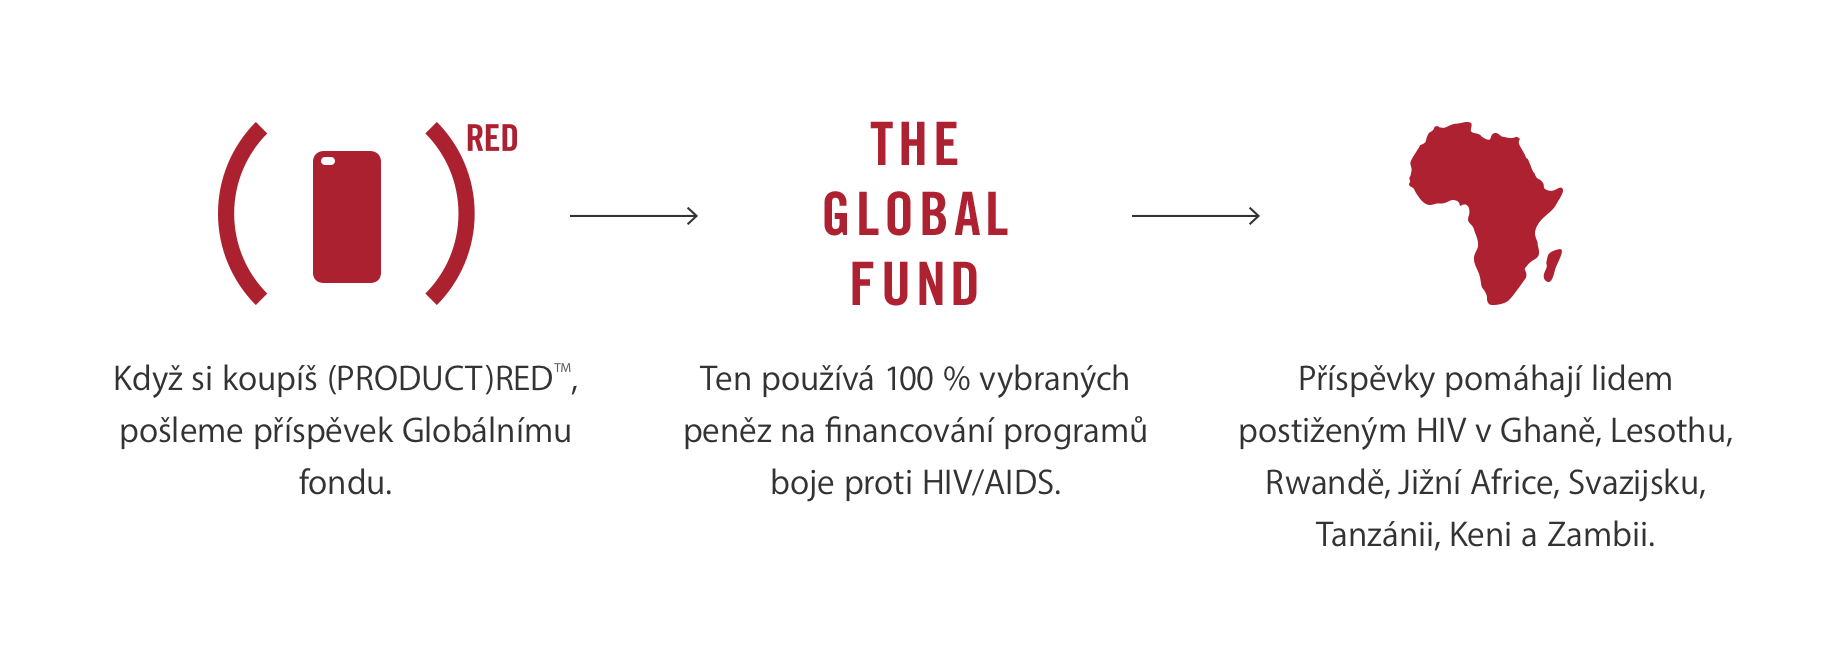 RED
Když si koupíš (PRODUCT)RED™,
pošleme příspěvek Globálnímu
fondu.
THE
GLOBAL
FUND
Ten používá 100 % vybraných
peněz na financování programů
boje proti HIV/AIDS.
Příspěvky pomáhají lidem
postiženým HIV v Ghaně, Lesothu,
Rwandě, Jižní Africe, Svazijsku,
Tanzánii, Keni a Zambii.